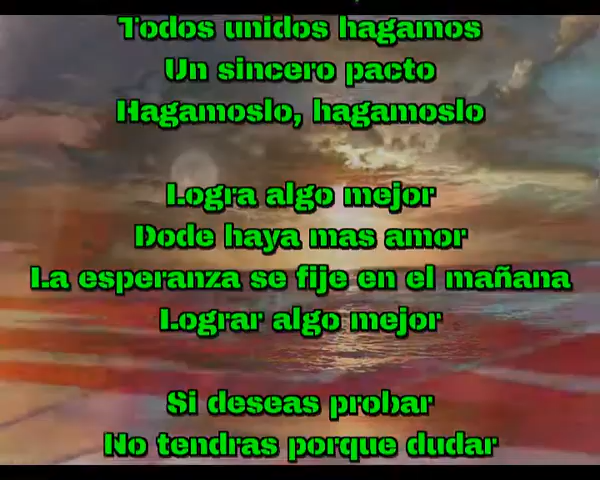 Todos unidos hagamos
Un sincero pacto
Hagamoslo, hagamoslo
Logra algo mejor
Dode haya mas amor
La esperanza se fije en el mañana
Lograr algo mejor
Si deseas probar
No tendras porque dudar